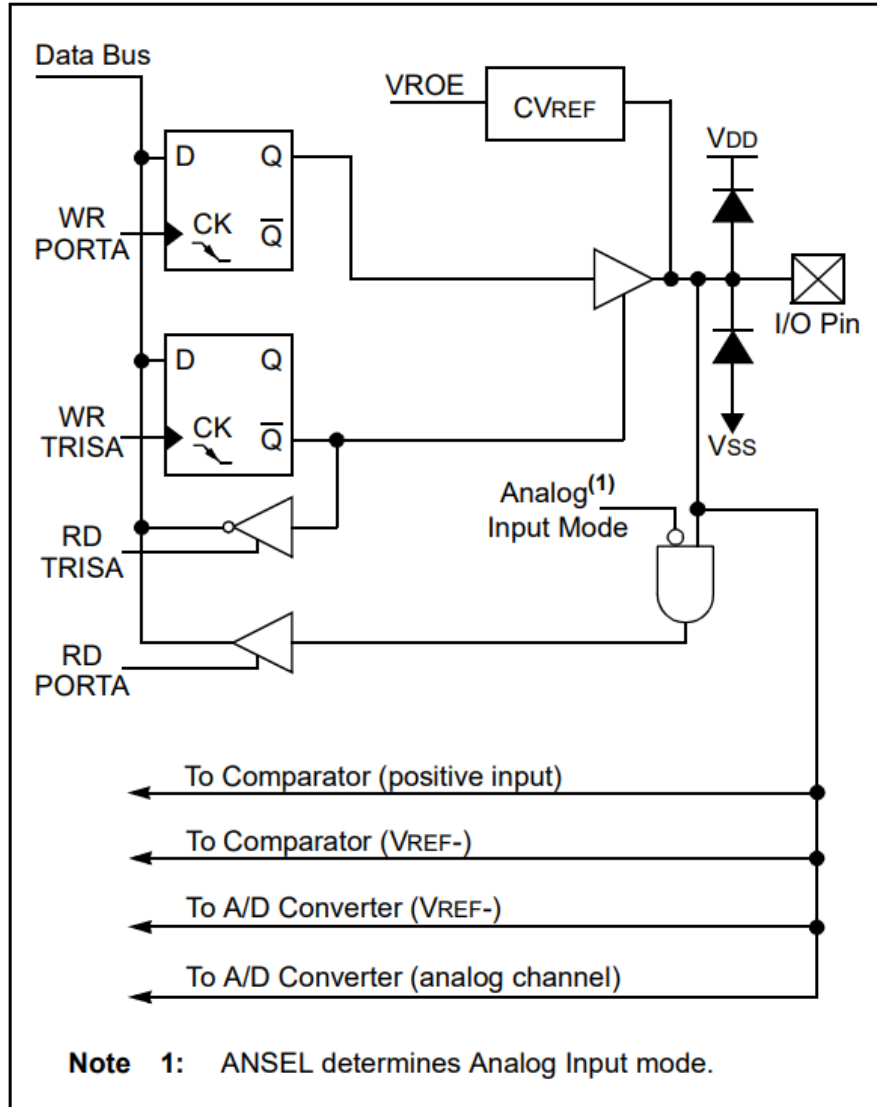 Data Bus
VROE
CVREF
VDD
D Q
WR
PORTA
CK Q
I/O Pin
D Q
WR
TRISA
CK Q
VSS
Analog(1)
Input Mode
RD
TRISA
RD
PORTA
To Comparator (positive input)
To Comparator (VREF-)
To A/D Converter (VREF-)
To A/D Converter (analog channel)
Note 1: ANSEL determines Analog Input mode.